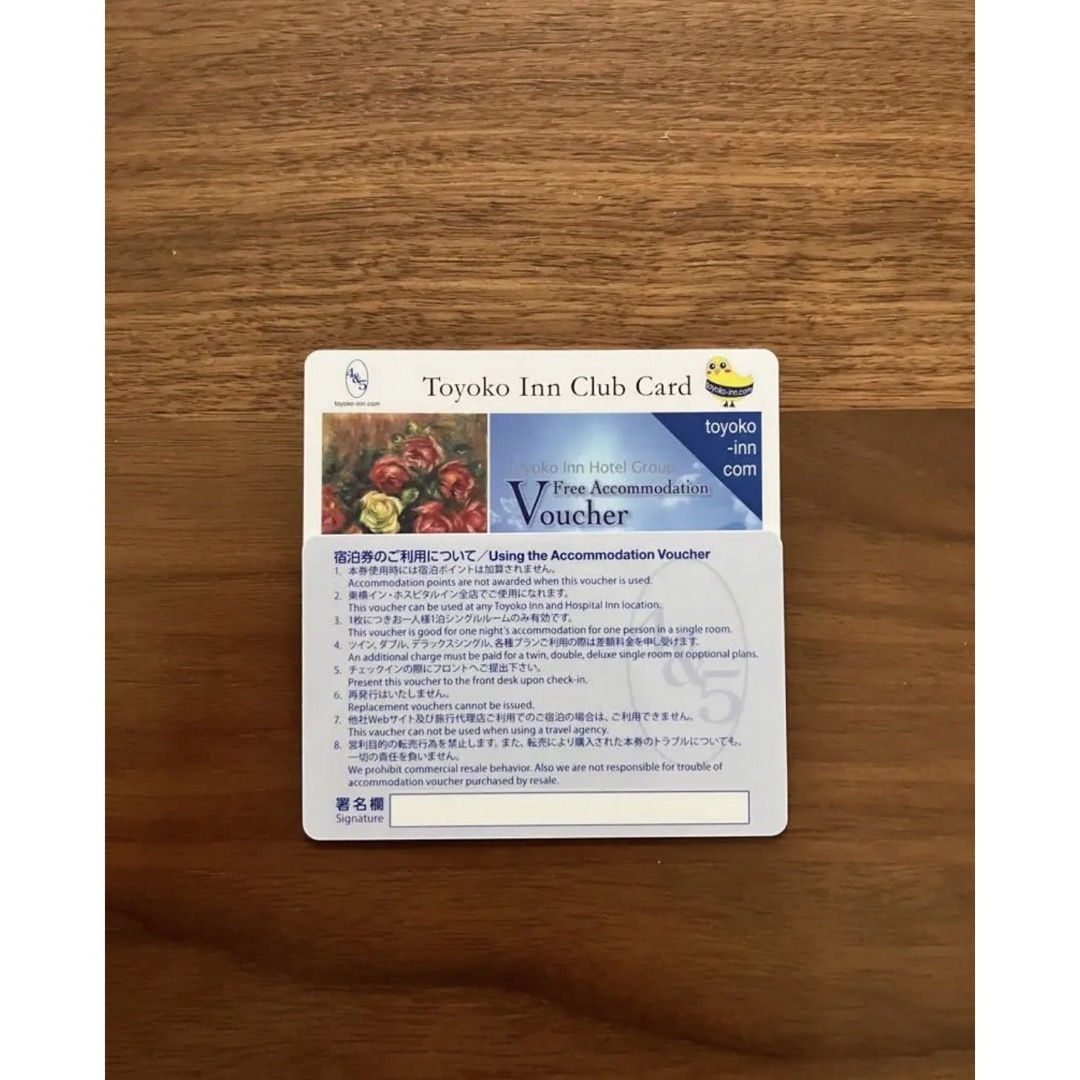 4&5
toyoko-inn.com
Toyoko Inn Club Card
toyoko-inn.com
toyoko
-inn
com
Toyoko Inn Hotel Group
Free Accommodation
Voucher
宿泊券のご利用について／Using the Accommodation Voucher
1. 本券使用時には宿泊ポイントは加算されません。
Accommodation points are not awarded when this voucher is used.
2. 東横イン・ホスピタルイン全店でご使用になれます。
This voucher can be used at any Toyoko Inn and Hospital Inn location.
3. 1枚につきお一人様1泊シングルルームのみ有効です。
This voucher is good for one night's accommodation for one person in a single room.
4. ツイン、ダブル、デラックスシングル、各種プランご利用の際は差額料金を申し受けます。
An additional charge must be paid for a twin, double, deluxe single room or opptional plans.
5. チェックインの際にフロントへご提出下さい。
Present this voucher to the front desk upon check-in.
6. 再発行はいたしません。
Replacement vouchers cannot be issued.
7. 他社Webサイト及び旅行代理店ご利用でのご宿泊の場合は、ご利用できません。
This vaucher can not be used when using a travel agency.
8. 営利目的の転売行為を禁止します。また、転売により購入された本券のトラブルについても、
一切の責任を負いません。
We prohibit commercial resale behavior. Also we are not responsible for trouble of
accommodation voucher purchased by resale.
4&5
署名欄
Signature